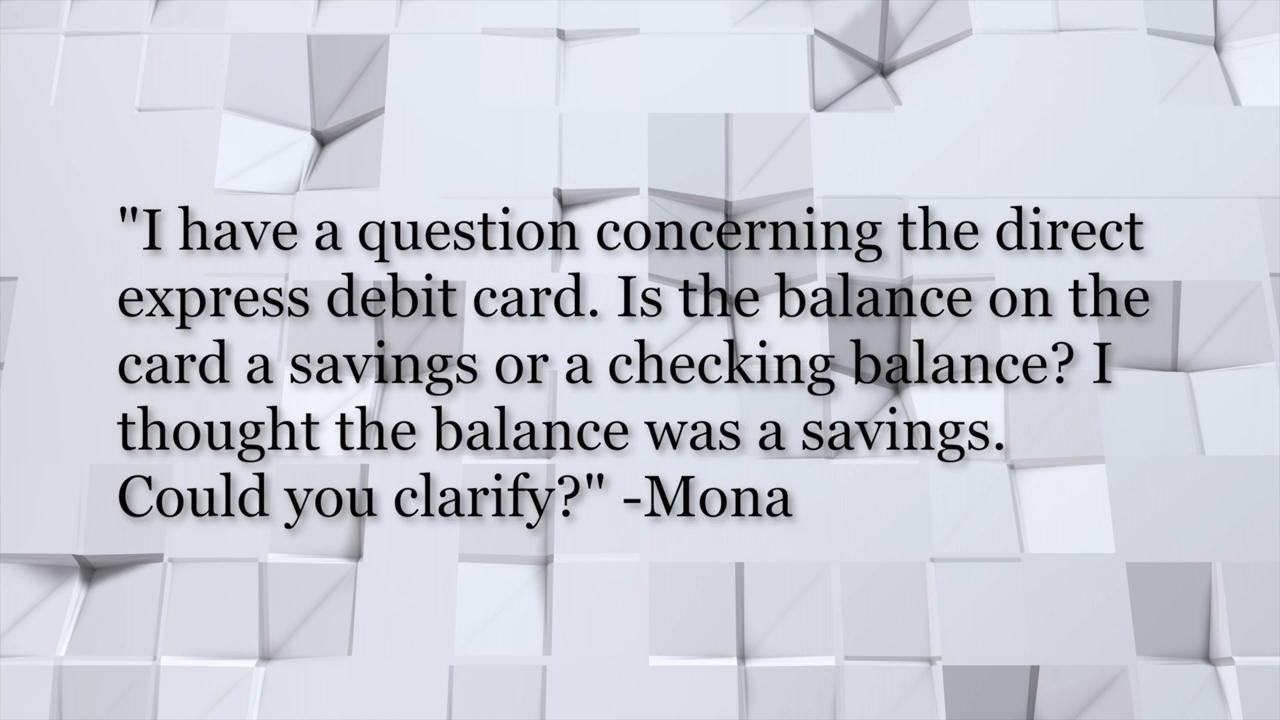 "I have a question concerning the direct
express debit card. Is the balance on the
card a savings or a checking balance? I
thought the balance was a savings.
Could you clarify?" -Mona